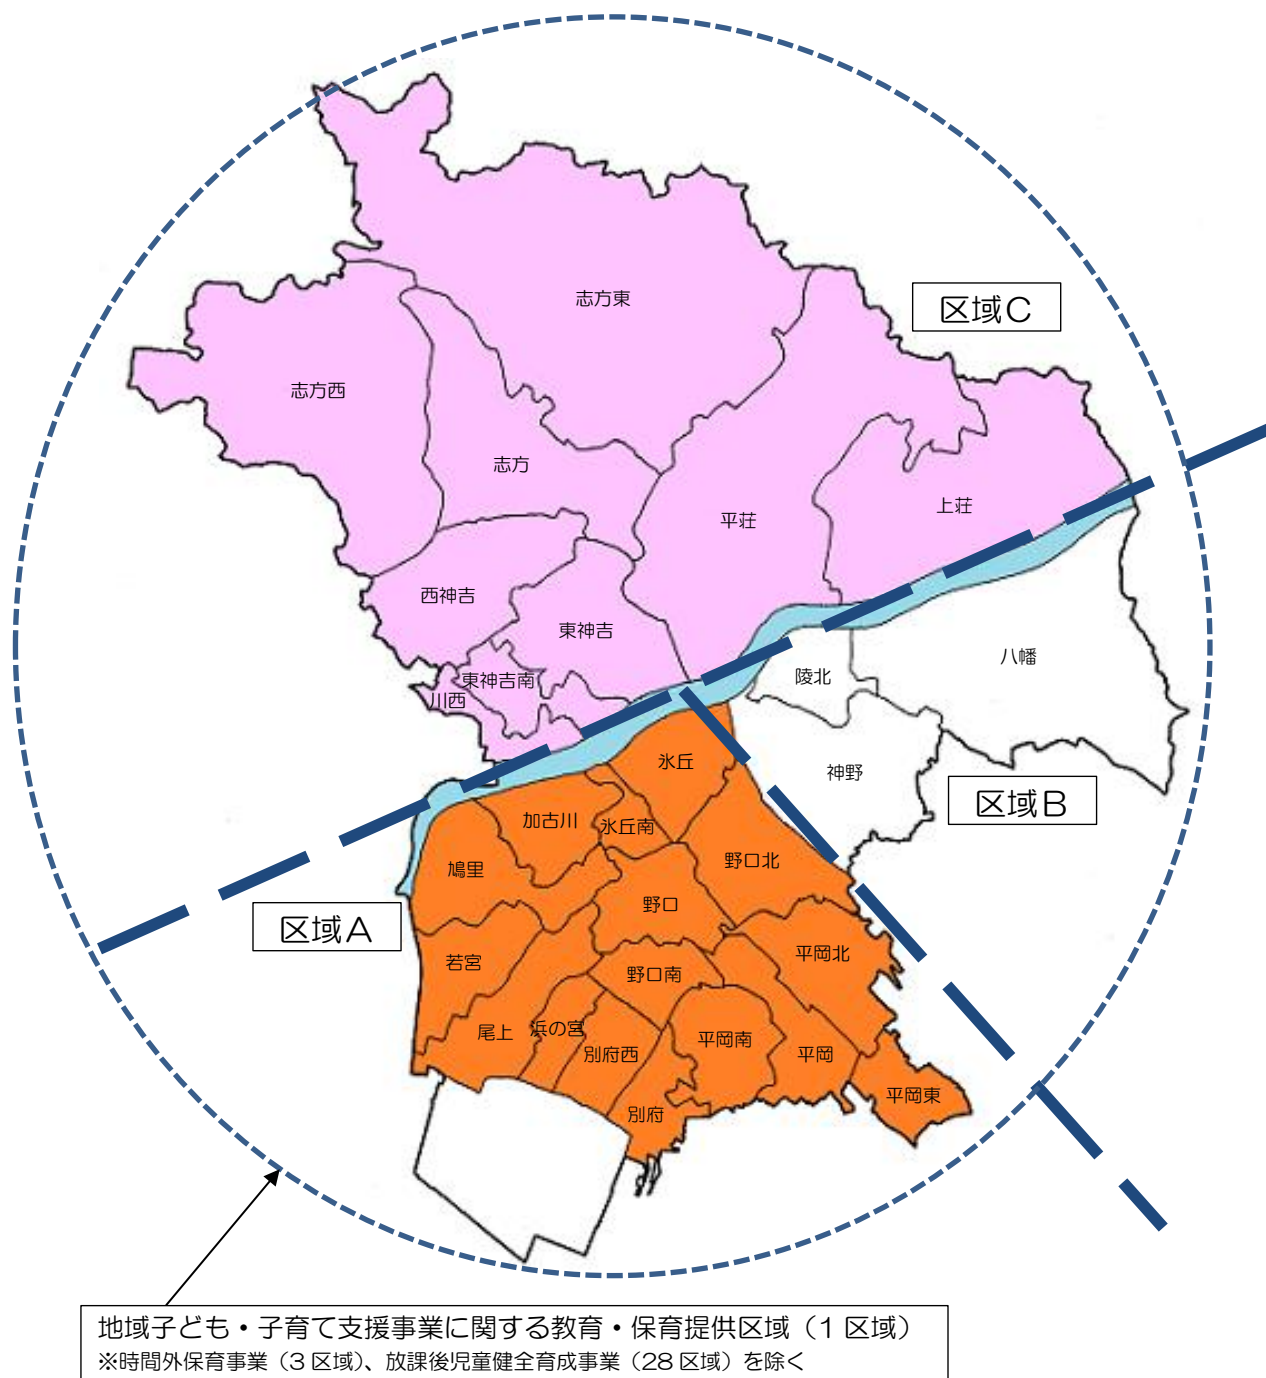 志方東
区域C
志方西
志方
上荘
平荘
西神吉
東神吉
八幡
東神吉南
陵北
川西
氷丘
神野
区域B
加古川
氷丘南
野口北
鳩里
野口
区域A
平岡北
若宮
野口南
尾上
浜の宮
平岡南
別府西
平岡
平岡東
別府
地域子ども・子育て支援事業に関する教育・保育提供区域（1 区域）
※時間外保育事業（3 区域）、放課後児童健全育成事業（28 区域）を除く